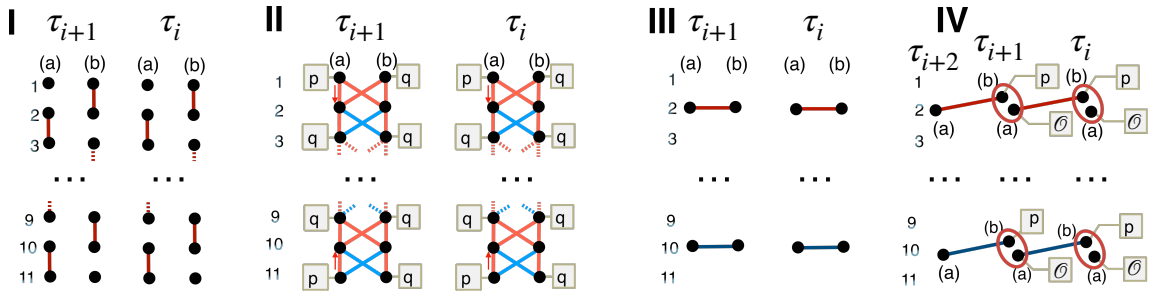 I τi+1 τi
(a) (b) (a) (b)
1
2
3
...
...
9
10
11
II τi+1 τi
(a) (b) (a) (b)
1 p q p q
2
3 q q q q
...
...
9 q q q q
10
11 p q p q
III τi+1 τi
(a) (b) (a) (b)
1
2
3
...
...
9
10
11
IV τi+2 τi+1 τi
1 (b) p (b) p
2 (a) (a) 𝒪 (a) 𝒪
3
... ... ...
9 (b) p (b) p
10 (a) (a) 𝒪 (a) 𝒪
11